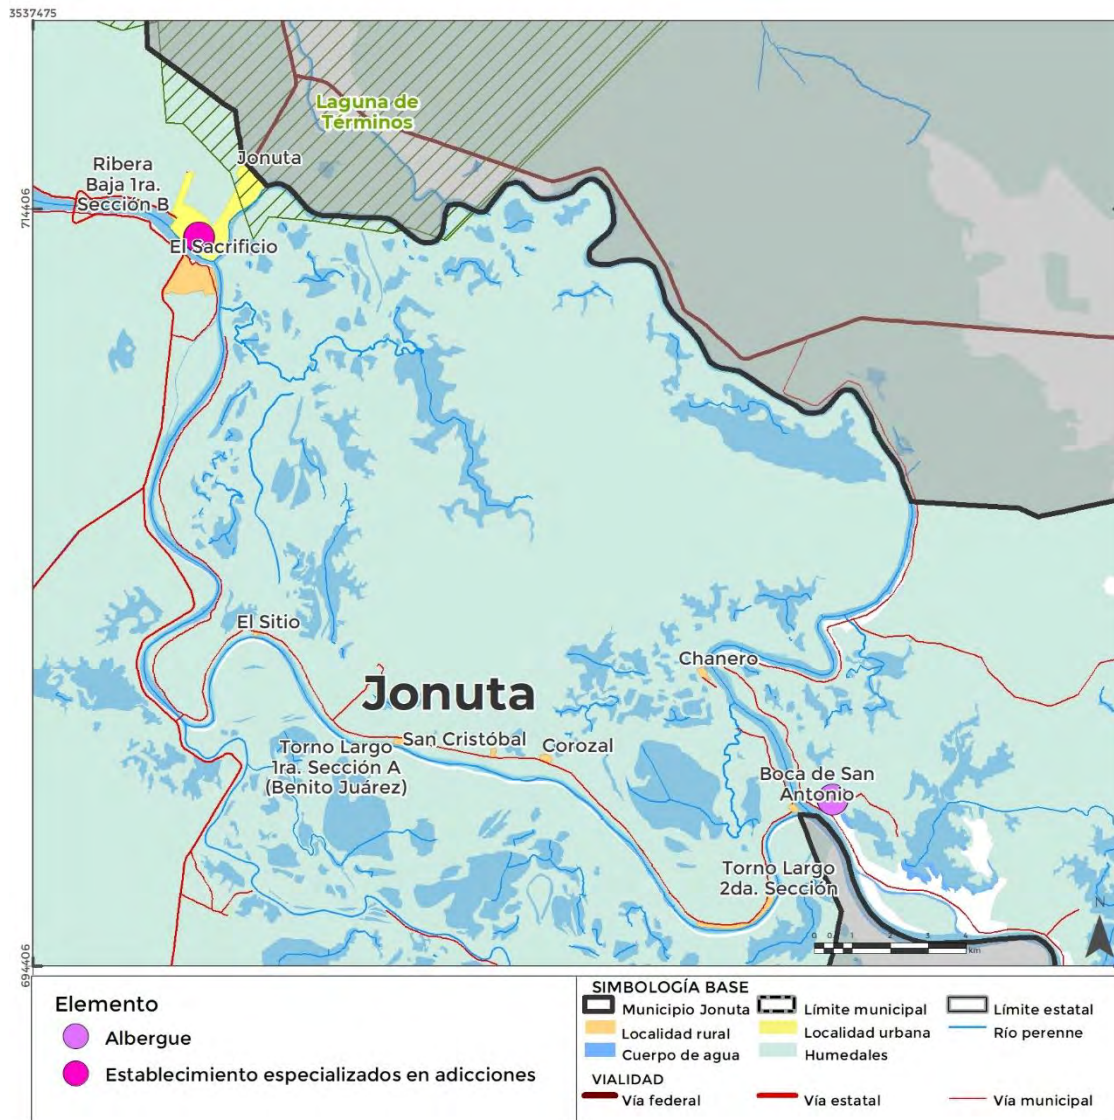 3537475
Laguna de
Términos
Jonuta
Ribera
Baja 1ra.
Sección B
714406
El Sacrificio
El Sitio
Chanero
Jonuta
San Cristóbal
Corozal
Torno Largo
1ra. Sección A
(Benito Juárez)
Boca de San
Antonio
Torno Largo
2da. Sección
N
km
694406
Elemento
Albergue
Establecimiento especializados en adicciones
SIMBOLOGÍA BASE
Municipio Jonuta
Límite municipal
Límite estatal
Localidad rural
Localidad urbana
Río perenne
Cuerpo de agua
Humedales
VIALIDAD
Vía federal
Vía estatal
Vía municipal